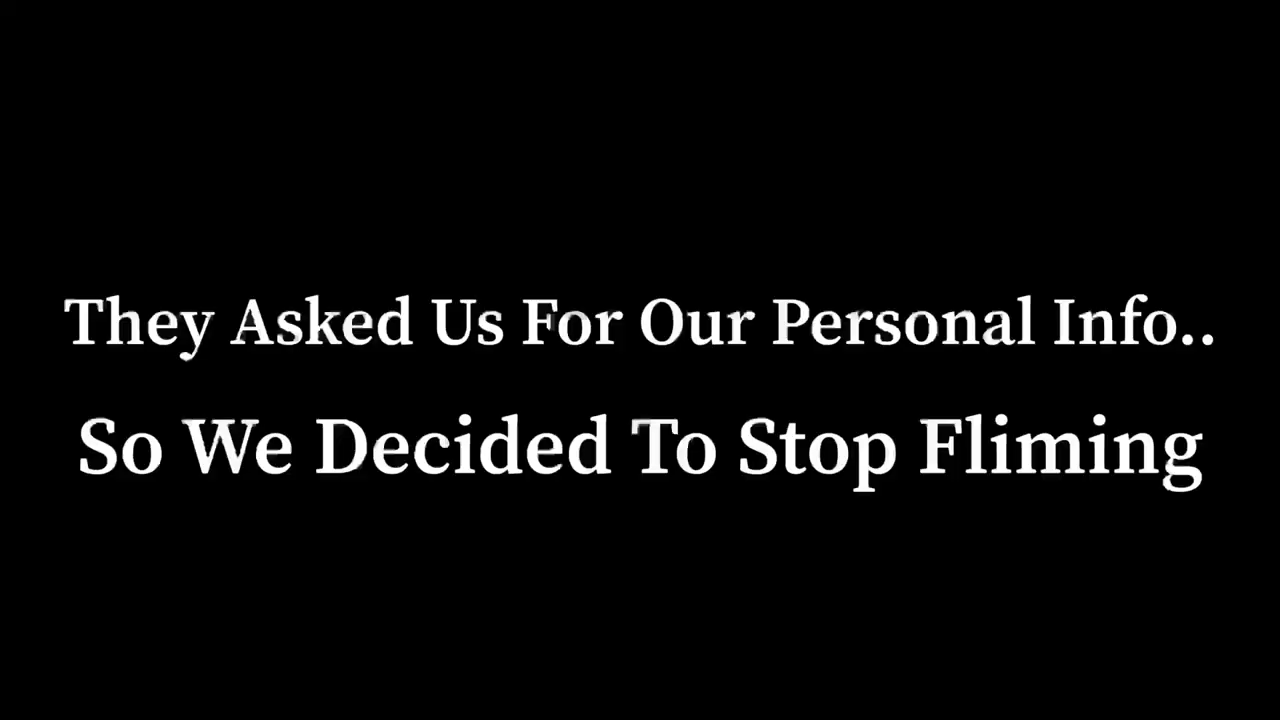 They Asked Us For Our Personal Info..
So We Decided To Stop Fliming